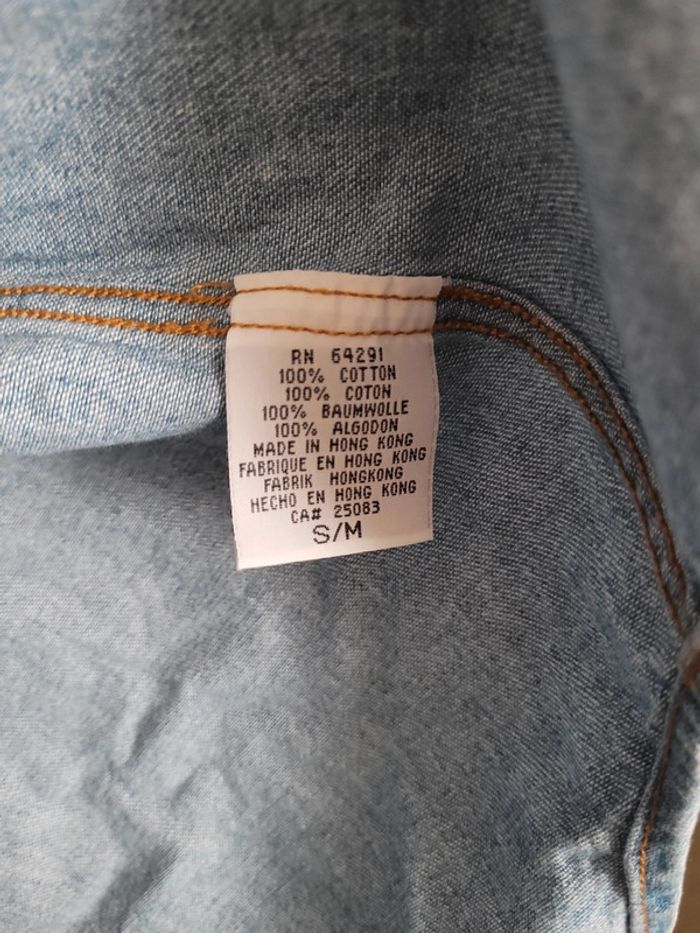 RN 64291
100% COTTON
100% COTON
100% BAUMWOLLE
100% ALGODON
MADE IN HONG KONG
FABRIQUE EN HONG KONG
FABRIK HONGKONG
HECHO EN HONG KONG
CA# 25083
S/M